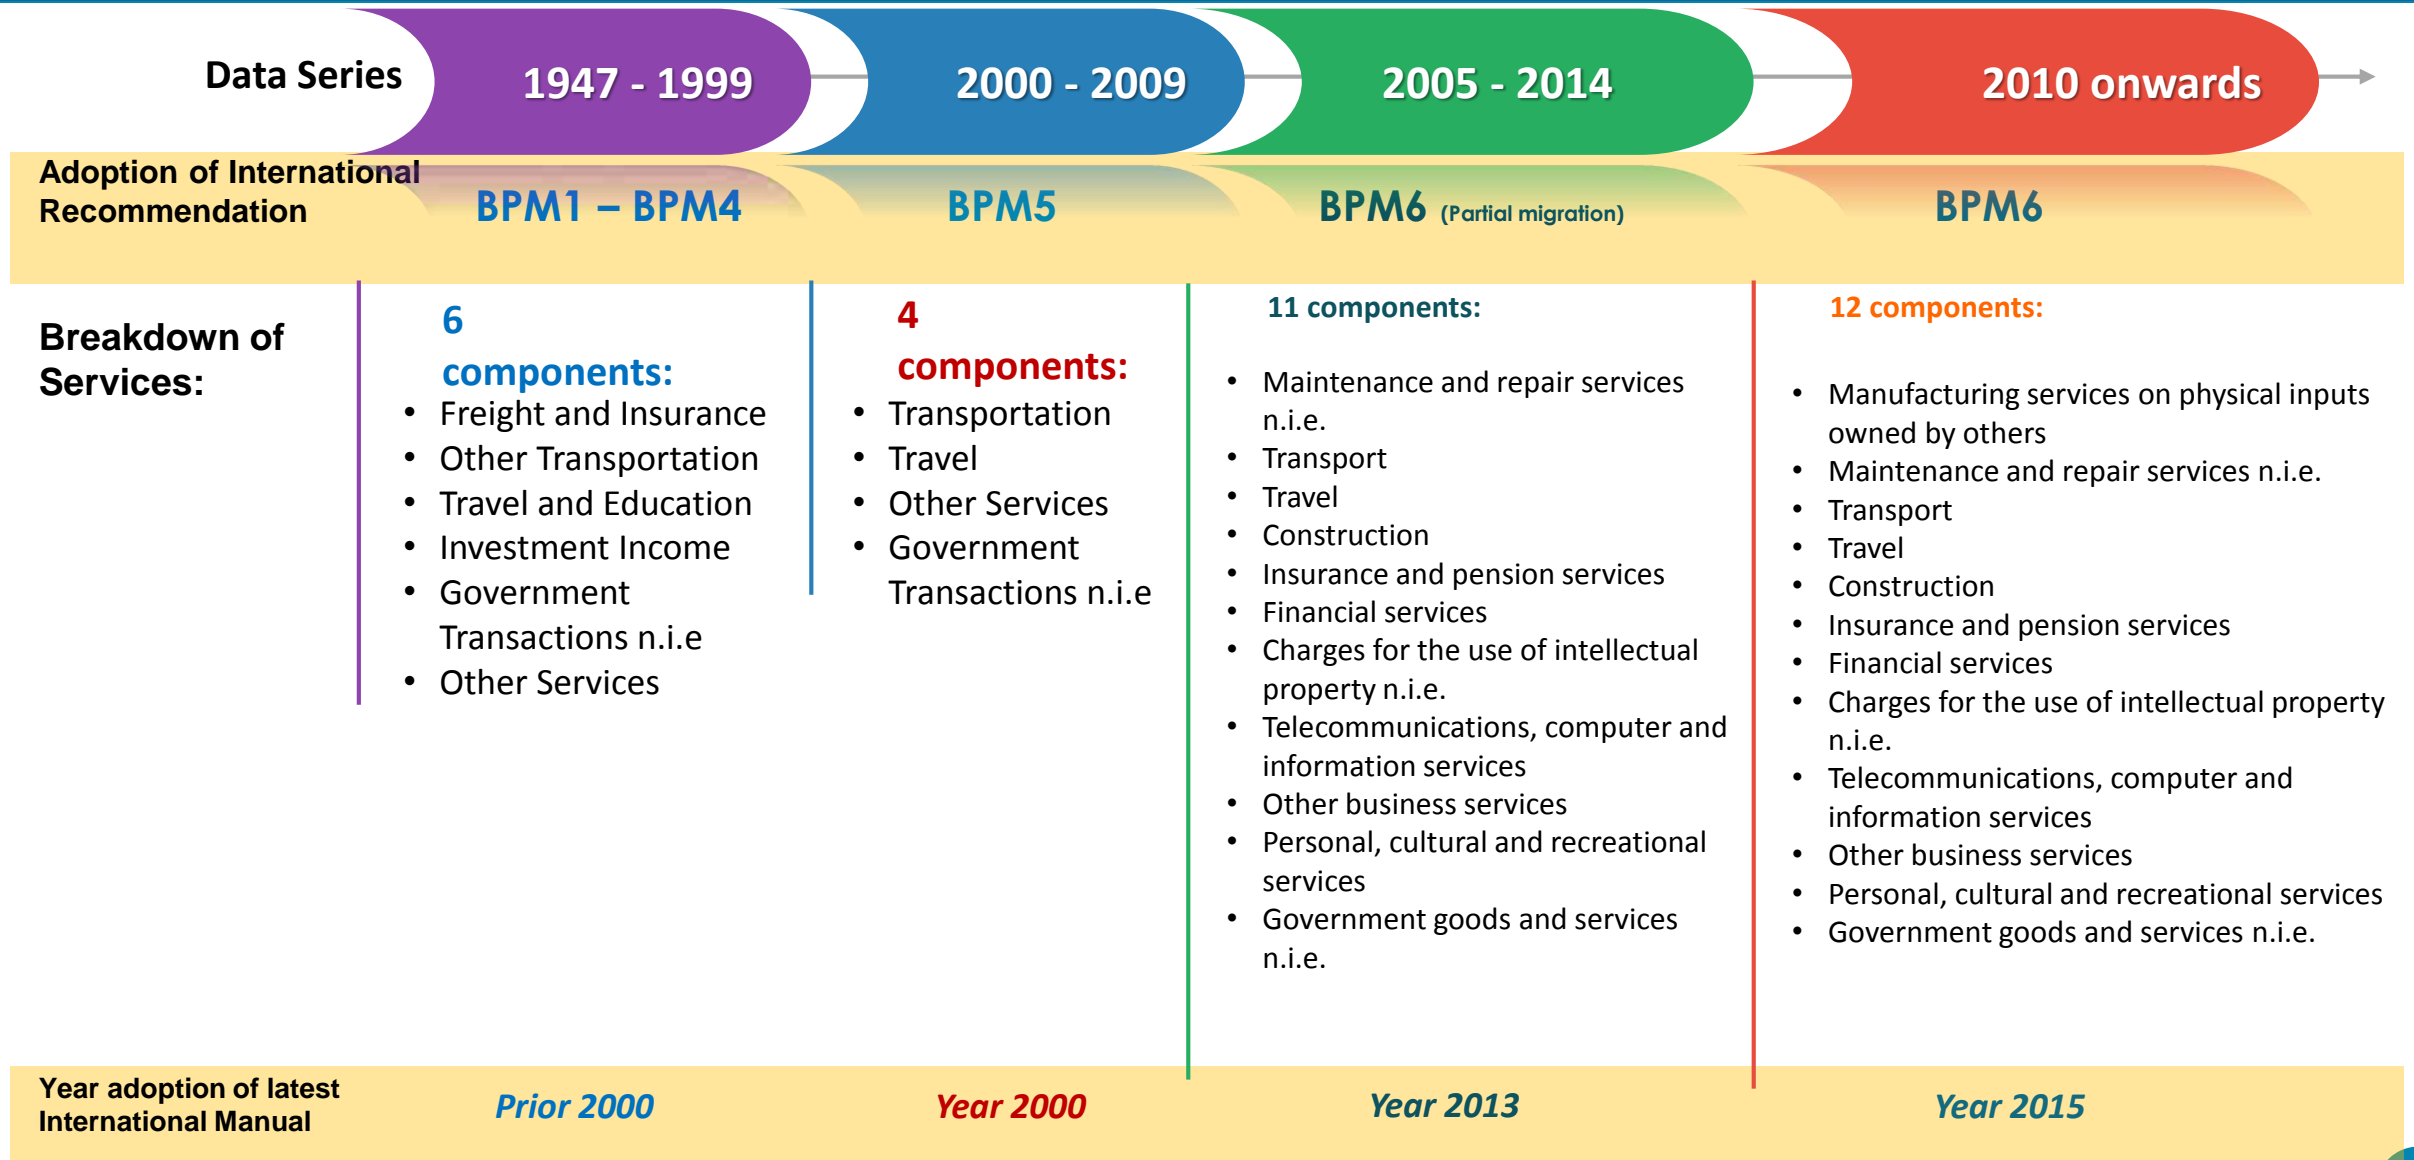 Data Series
1947 - 1999
2000 - 2009
2005 - 2014
2010 onwards
Adoption of International
Recommendation
BPM1 – BPM4
BPM5
BPM6 (Partial migration)
BPM6
Breakdown of
Services:
6
components:
• Freight and Insurance
• Other Transportation
• Travel and Education
• Investment Income
• Government
Transactions n.i.e
• Other Services
4
components:
• Transportation
• Travel
• Other Services
• Government
Transactions n.i.e
11 components:
• Maintenance and repair services
n.i.e.
• Transport
• Travel
• Construction
• Insurance and pension services
• Financial services
• Charges for the use of intellectual
property n.i.e.
• Telecommunications, computer and
information services
• Other business services
• Personal, cultural and recreational
services
• Government goods and services
n.i.e.
12 components:
• Manufacturing services on physical inputs
owned by others
• Maintenance and repair services n.i.e.
• Transport
• Travel
• Construction
• Insurance and pension services
• Financial services
• Charges for the use of intellectual property
n.i.e.
• Telecommunications, computer and
information services
• Other business services
• Personal, cultural and recreational services
• Government goods and services n.i.e.
Year adoption of latest
International Manual
Prior 2000
Year 2000
Year 2013
Year 2015